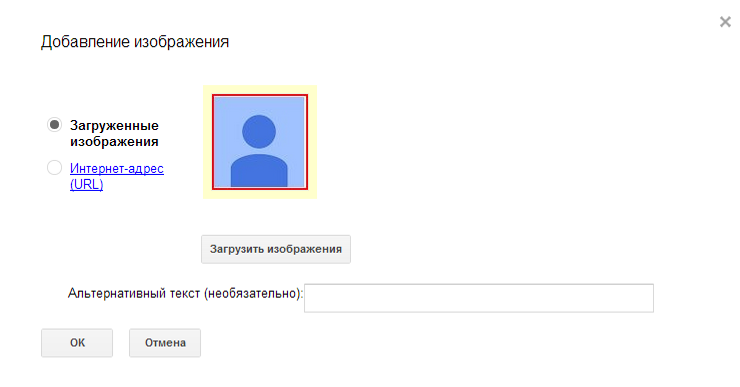 Добавление изображения
Загруженные
изображения
Интернет-адрес
(URL)
Загрузить изображения
Альтернативный текст (необязательно):
ОК
Отмена